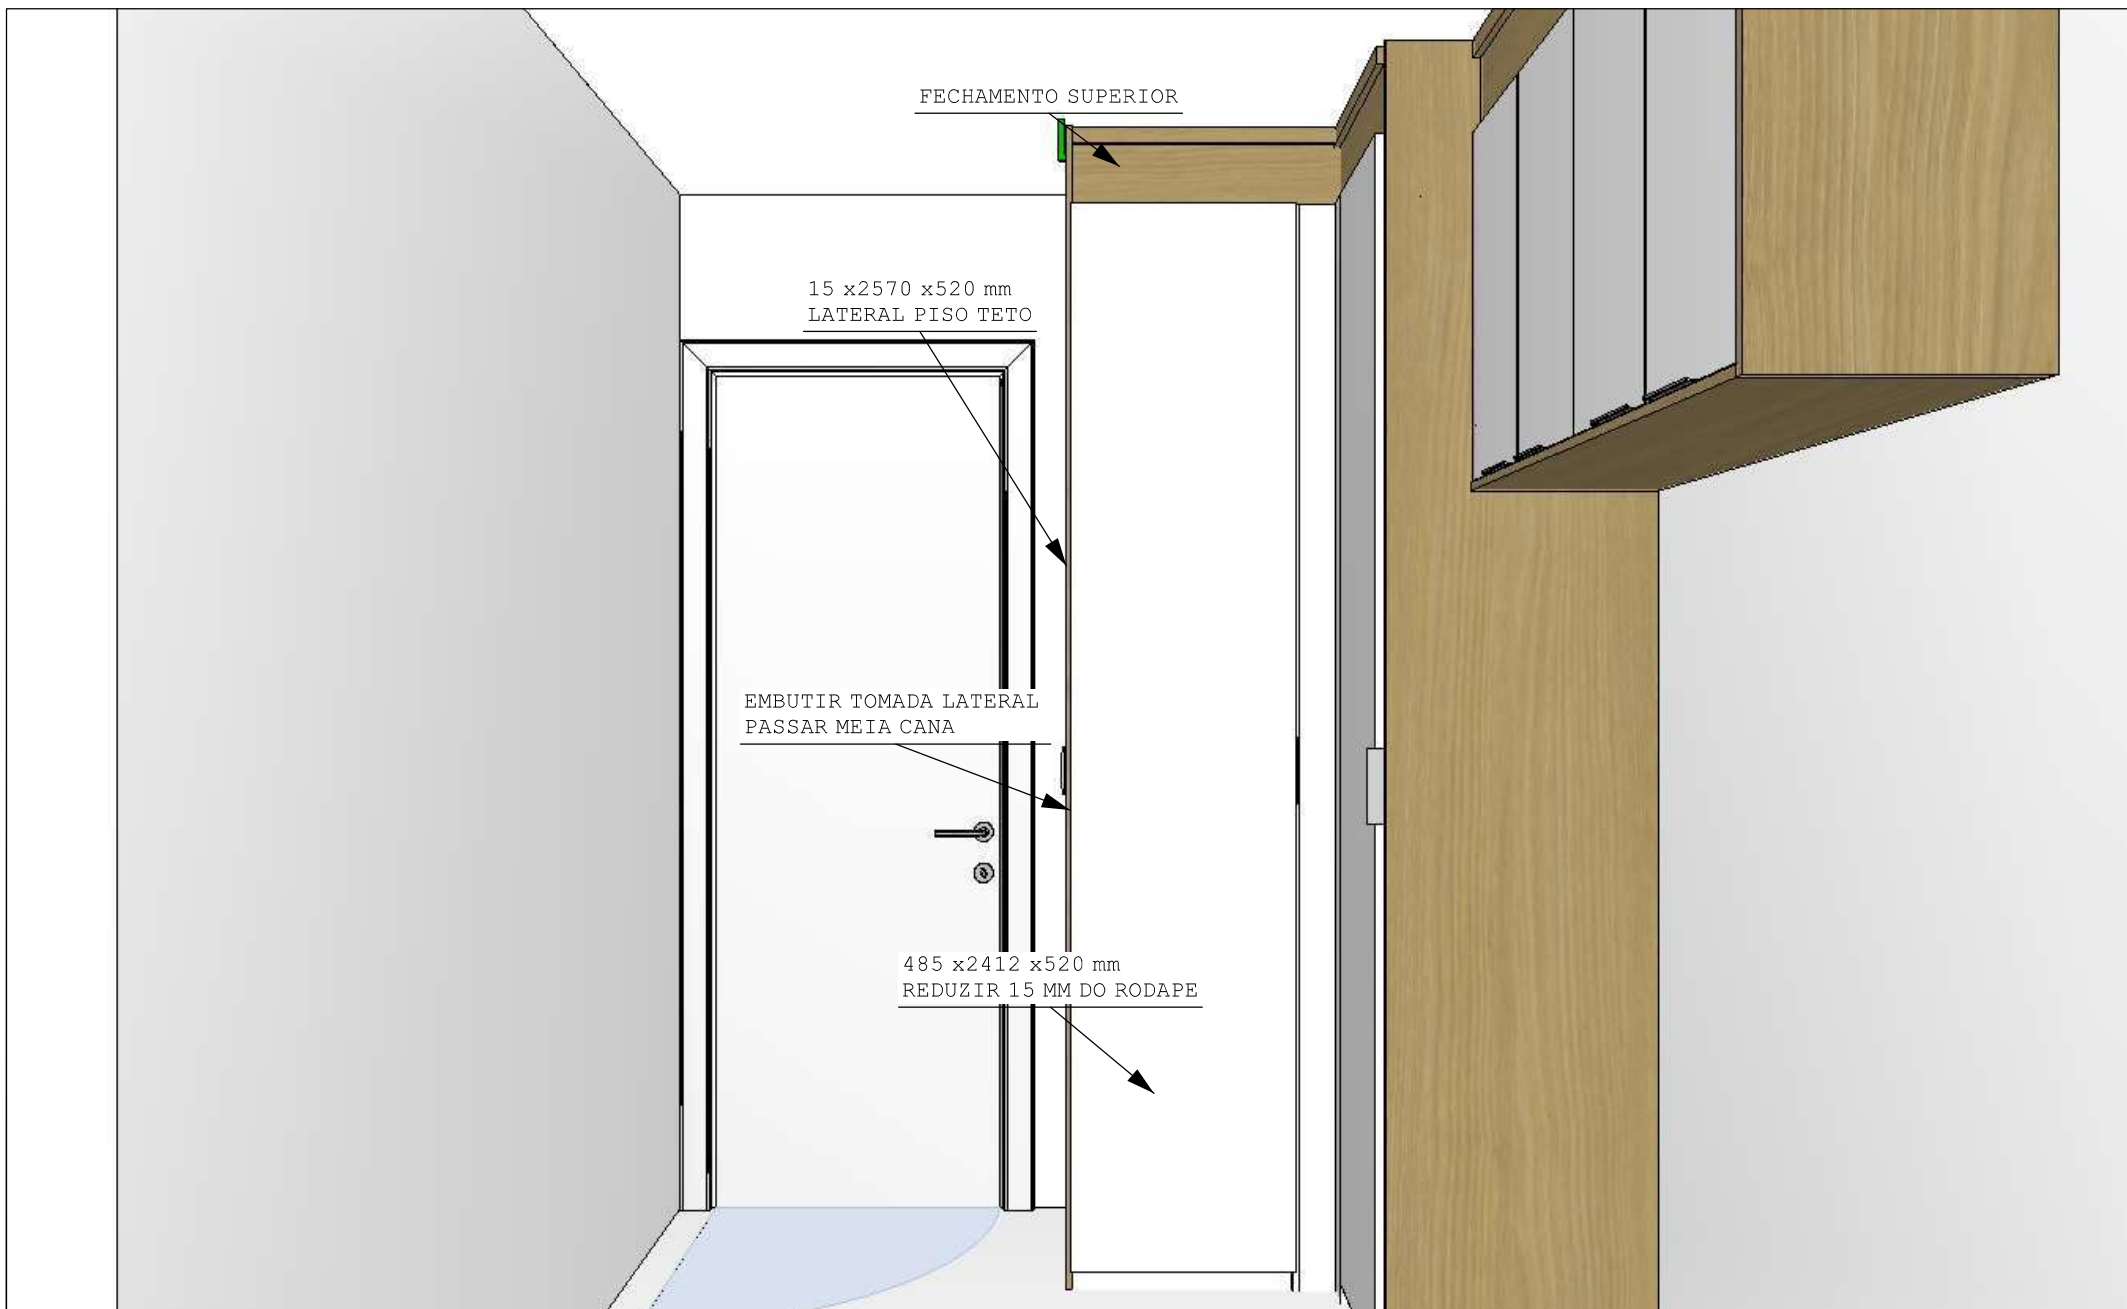 FECHAMENTO SUPERIOR
15 x2570 x520 mm
LATERAL PISO TETO
EMBUTIR TOMADA LATERAL
PASSAR MEIA CANA
485 x2412 x520 mm
REDUZIR 15 MM DO RODAPE